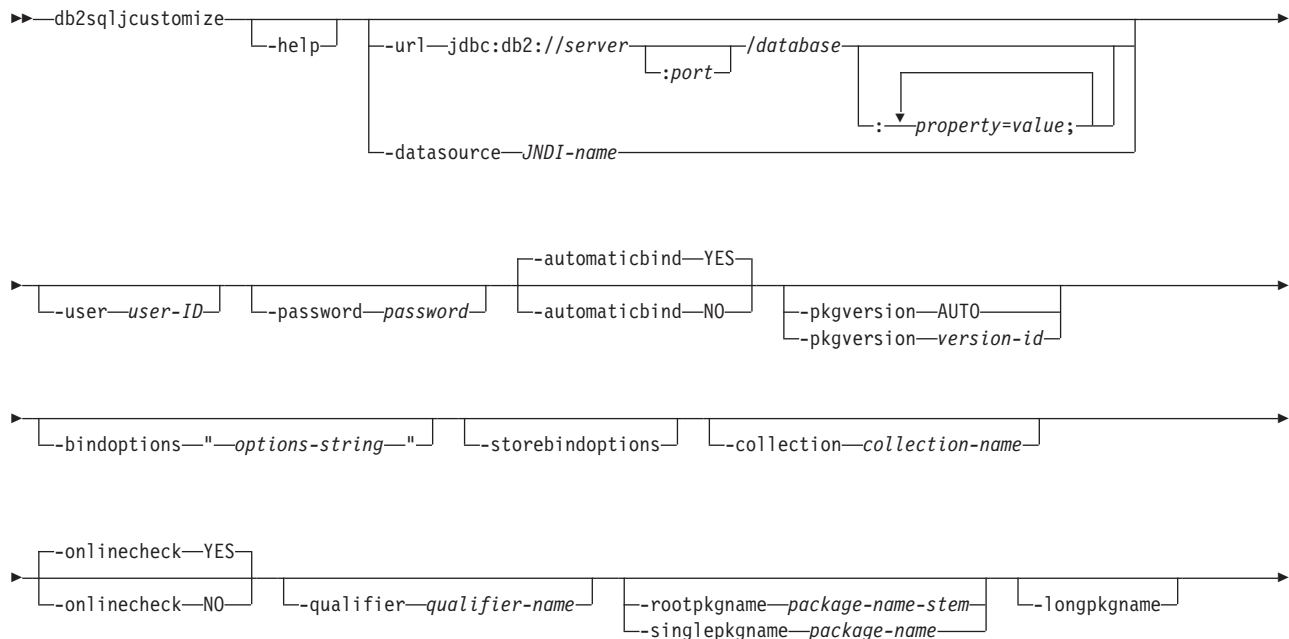 db2sqljcustomize
-help
-url jdbc:db2://server /database
:port
: property=value;
-datasource JNDI-name
-automaticbind YES
-user user-ID -password password -automaticbind NO -pkgversion AUTO
-pkgversion version-id
-bindoptions " options-string " -storebindoptions -collection collection-name
-onlinecheck YES
-onlinecheck NO -qualifier qualifier-name -rootpkgname package-name-stem -longpkgname
-singlepkgname package-name